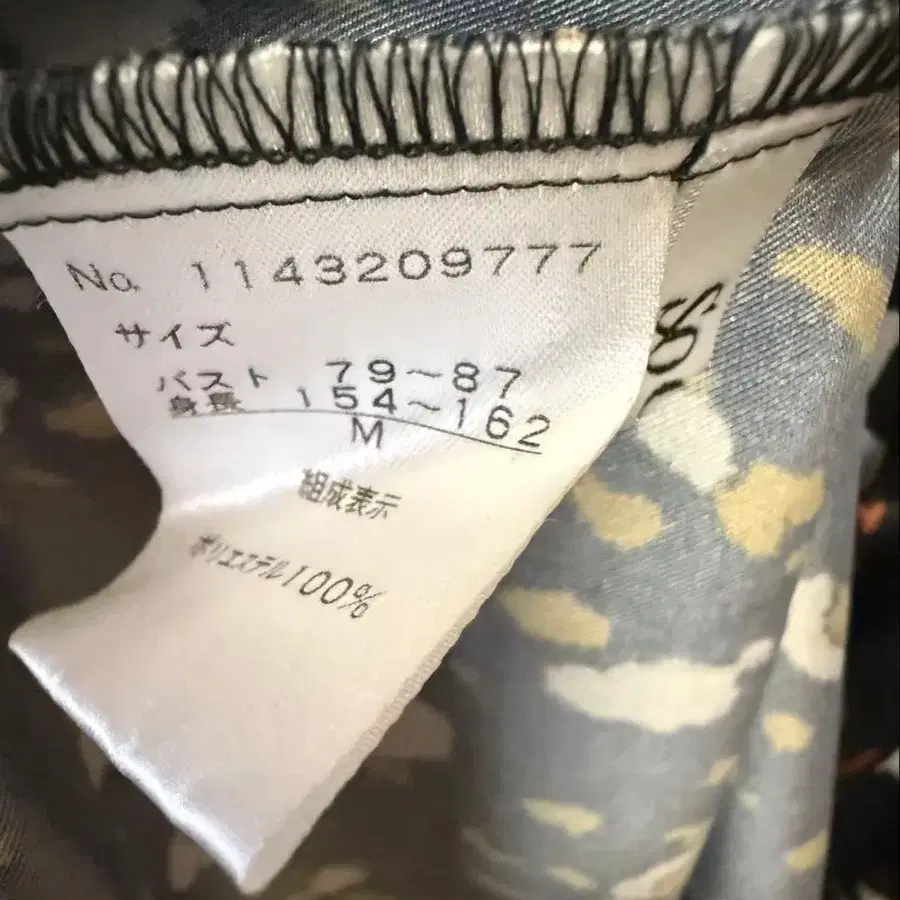 No. 1143209777
サイズ
バスト 79~87
身長 154~162
M
組成表示
ポリエステル100%